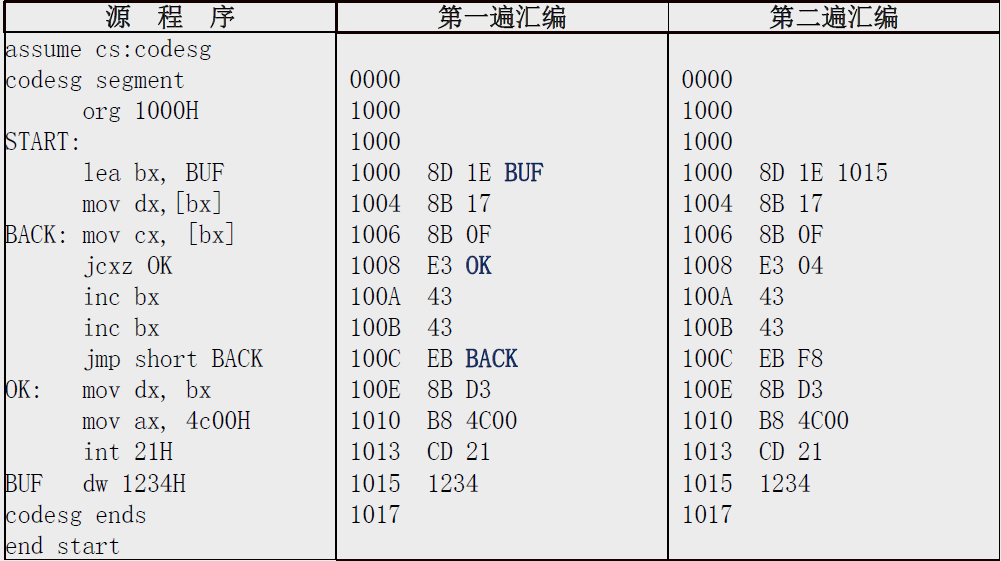 源 程 序 第一遍汇编 第二遍汇编
assume cs:codesg
codesg segment 0000 0000
org 1000H 1000 1000
START: 1000 1000
lea bx, BUF 1000 8D 1E BUF 1000 8D 1E 1015
mov dx,[bx] 1004 8B 17 1004 8B 17
BACK: mov cx, [bx] 1006 8B 0F 1006 8B 0F
jcxz OK 1008 E3 OK 1008 E3 04
inc bx 100A 43 100A 43
inc bx 100B 43 100B 43
jmp short BACK 100C EB BACK 100C EB F8
OK: mov dx, bx 100E 8B D3 100E 8B D3
mov ax, 4c00H 1010 B8 4C00 1010 B8 4C00
int 21H 1013 CD 21 1013 CD 21
BUF dw 1234H 1015 1234 1015 1234
codesg ends 1017 1017
end start